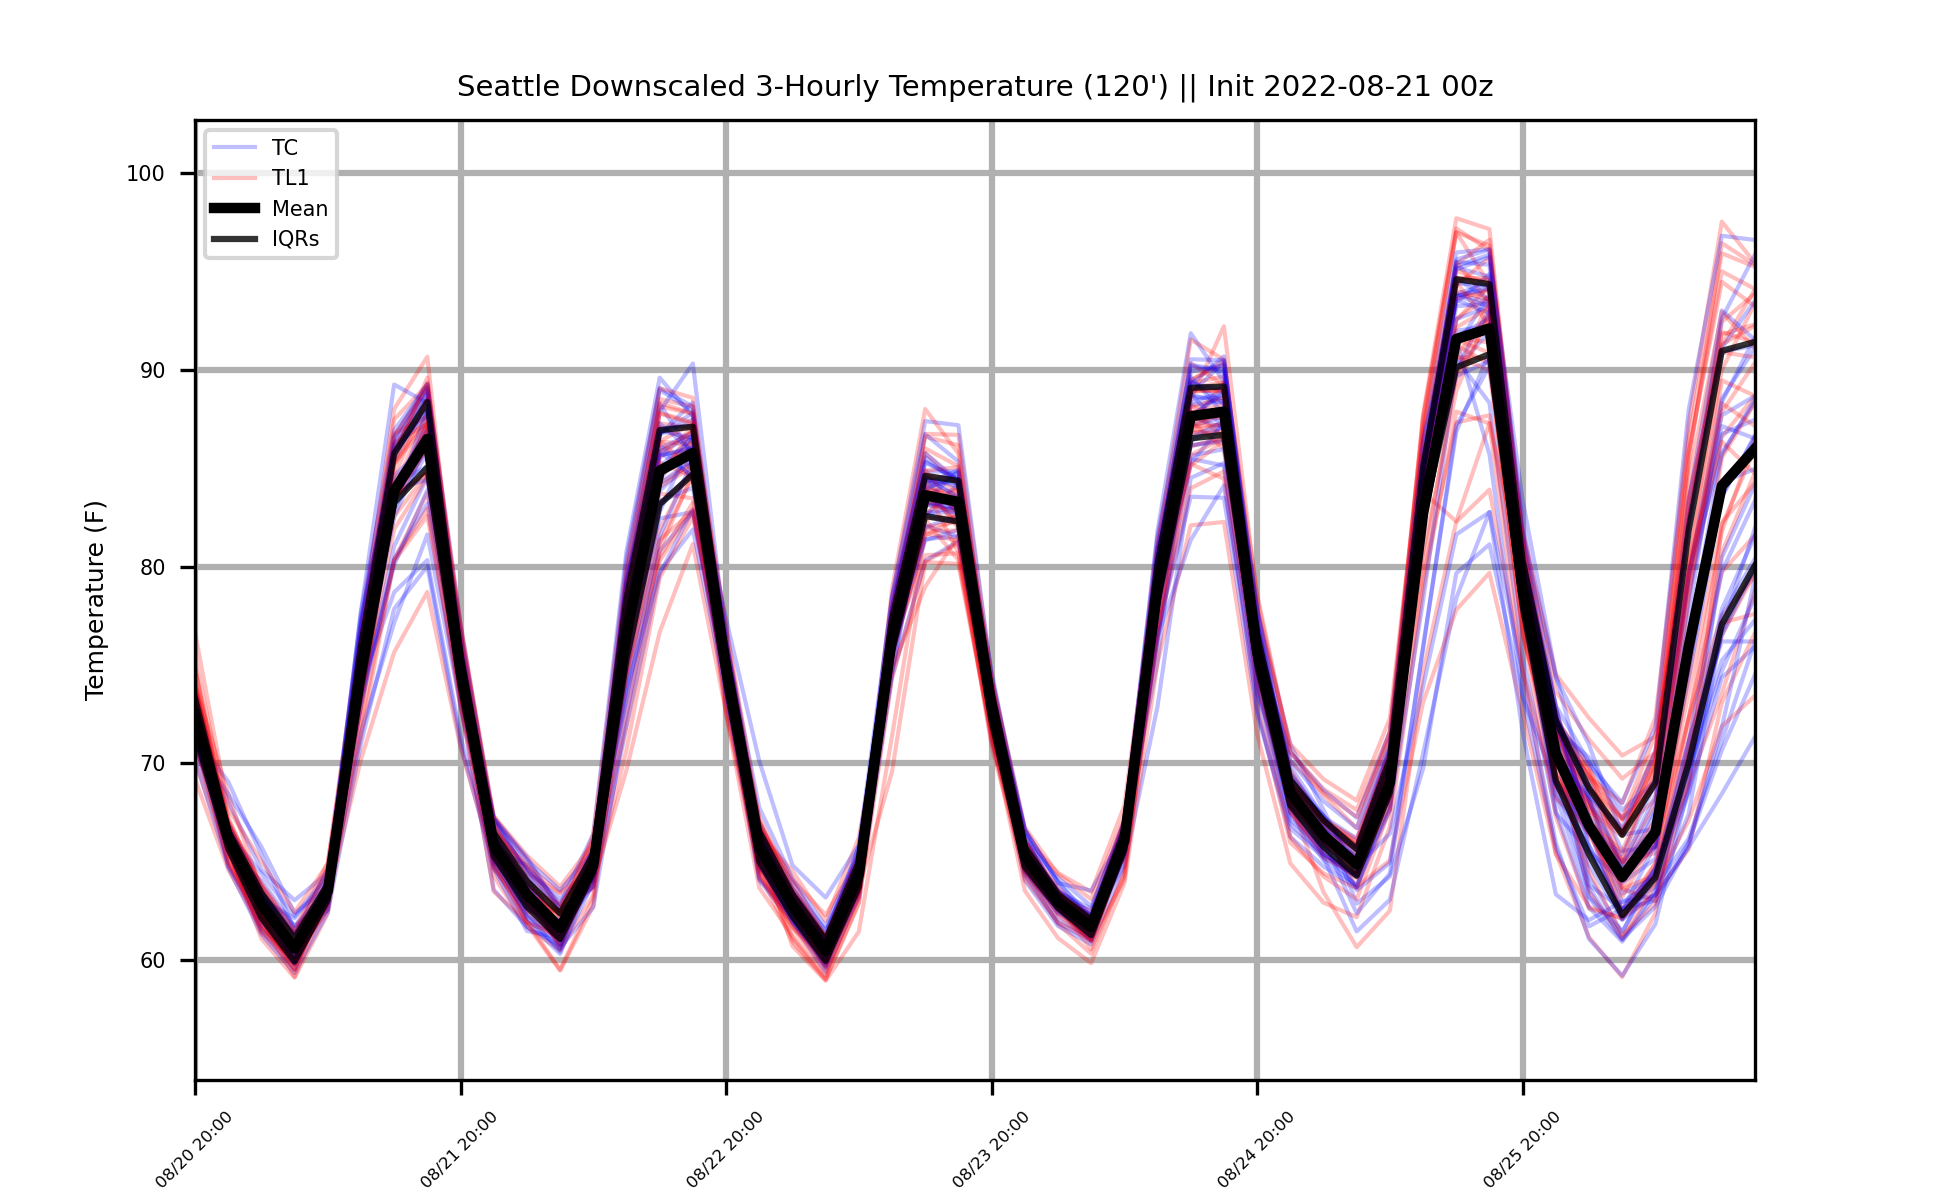 Seattle Downscaled 3-Hourly Temperature (120') || Init 2022-08-21 00z
TC
TL1
Mean
IQRs
Temperature (F)
100
90
80
70
60
08/20 20:00
08/21 20:00
08/22 20:00
08/23 20:00
08/24 20:00
08/25 20:00